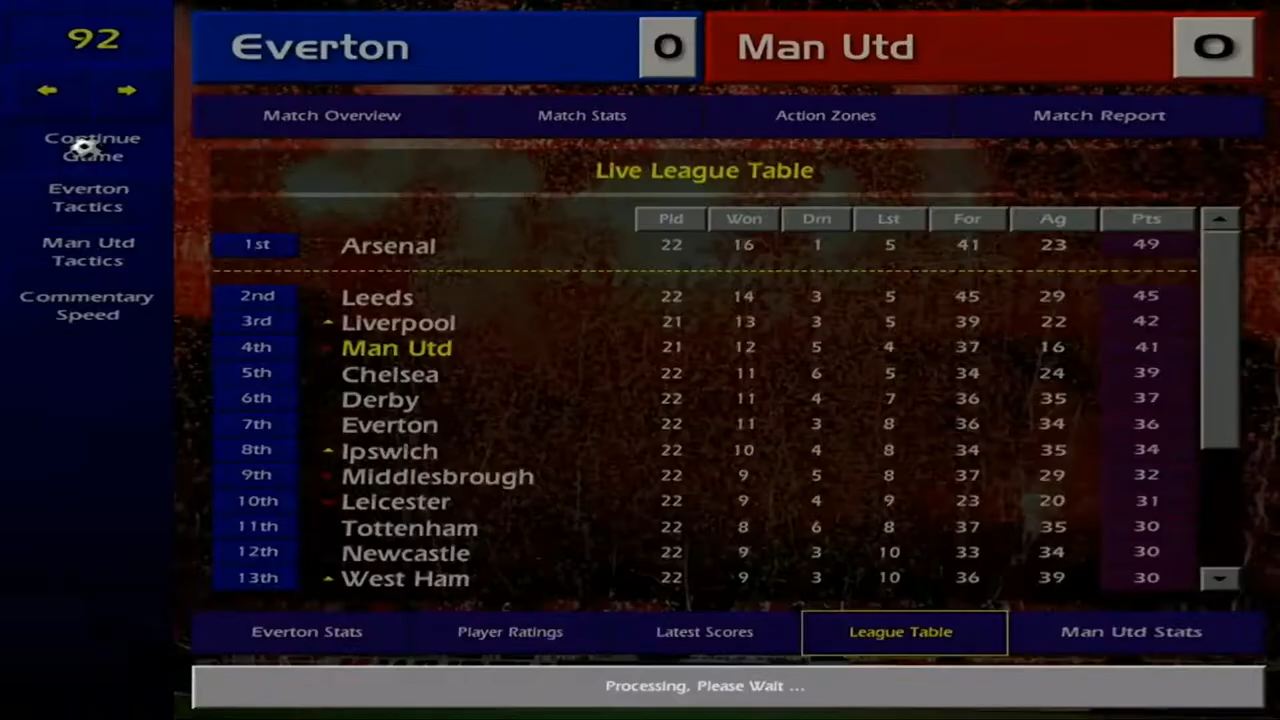 92
Everton 0 Man Utd 0
Match Overview Match Stats Action Zones Match Report
Continue
Game
Everton
Tactics
Man Utd
Tactics
Commentary
Speed
Live League Table
Pld Won Drn Lst For Ag Pts
1st Arsenal 22 16 1 5 41 23 49
2nd Leeds 22 14 3 5 45 29 45
3rd Liverpool 21 13 3 5 39 22 42
4th Man Utd 21 12 5 4 37 16 41
5th Chelsea 22 11 6 5 34 24 39
6th Derby 22 11 4 7 36 35 37
7th Everton 22 11 3 8 36 34 36
8th Ipswich 22 10 4 8 34 35 34
9th Middlesbrough 22 9 5 8 37 29 32
10th Leicester 22 9 4 9 23 20 31
11th Tottenham 22 8 6 8 37 35 30
12th Newcastle 22 9 3 10 33 34 30
13th West Ham 22 9 3 10 36 39 30
Everton Stats Player Ratings Latest Scores League Table Man Utd Stats
Processing, Please Wait ...